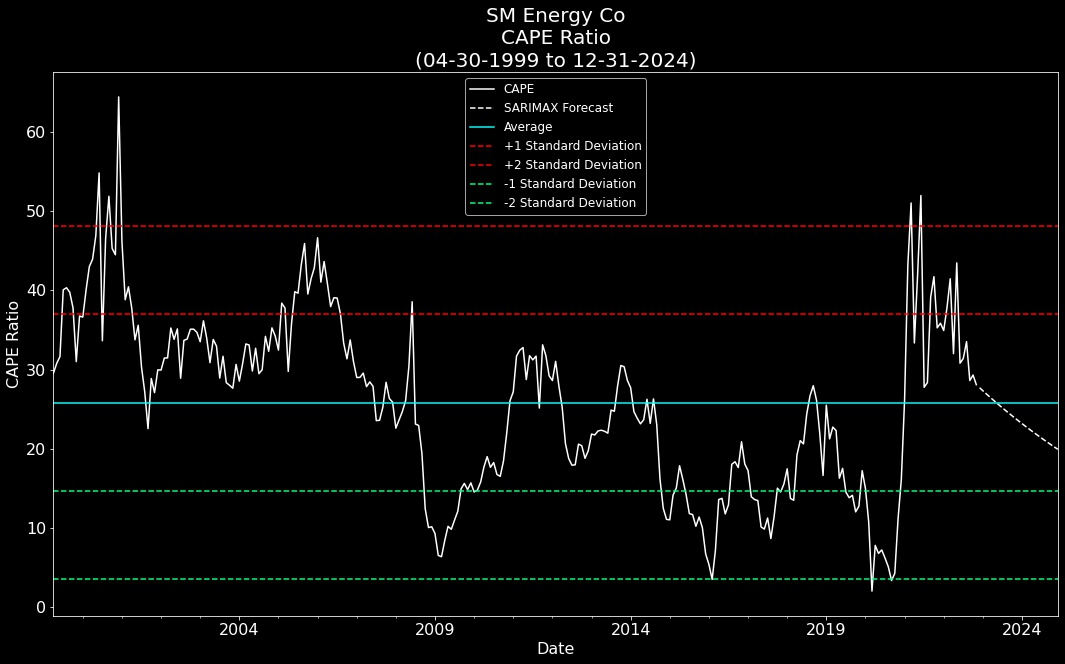 SM Energy Co
CAPE Ratio
(04-30-1999 to 12-31-2024)
CAPE
SARIMAX Forecast
Average
+1 Standard Deviation
+2 Standard Deviation
-1 Standard Deviation
-2 Standard Deviation
CAPE Ratio
60
50
40
30
20
10
0
2004
2009
2014
2019
2024
Date